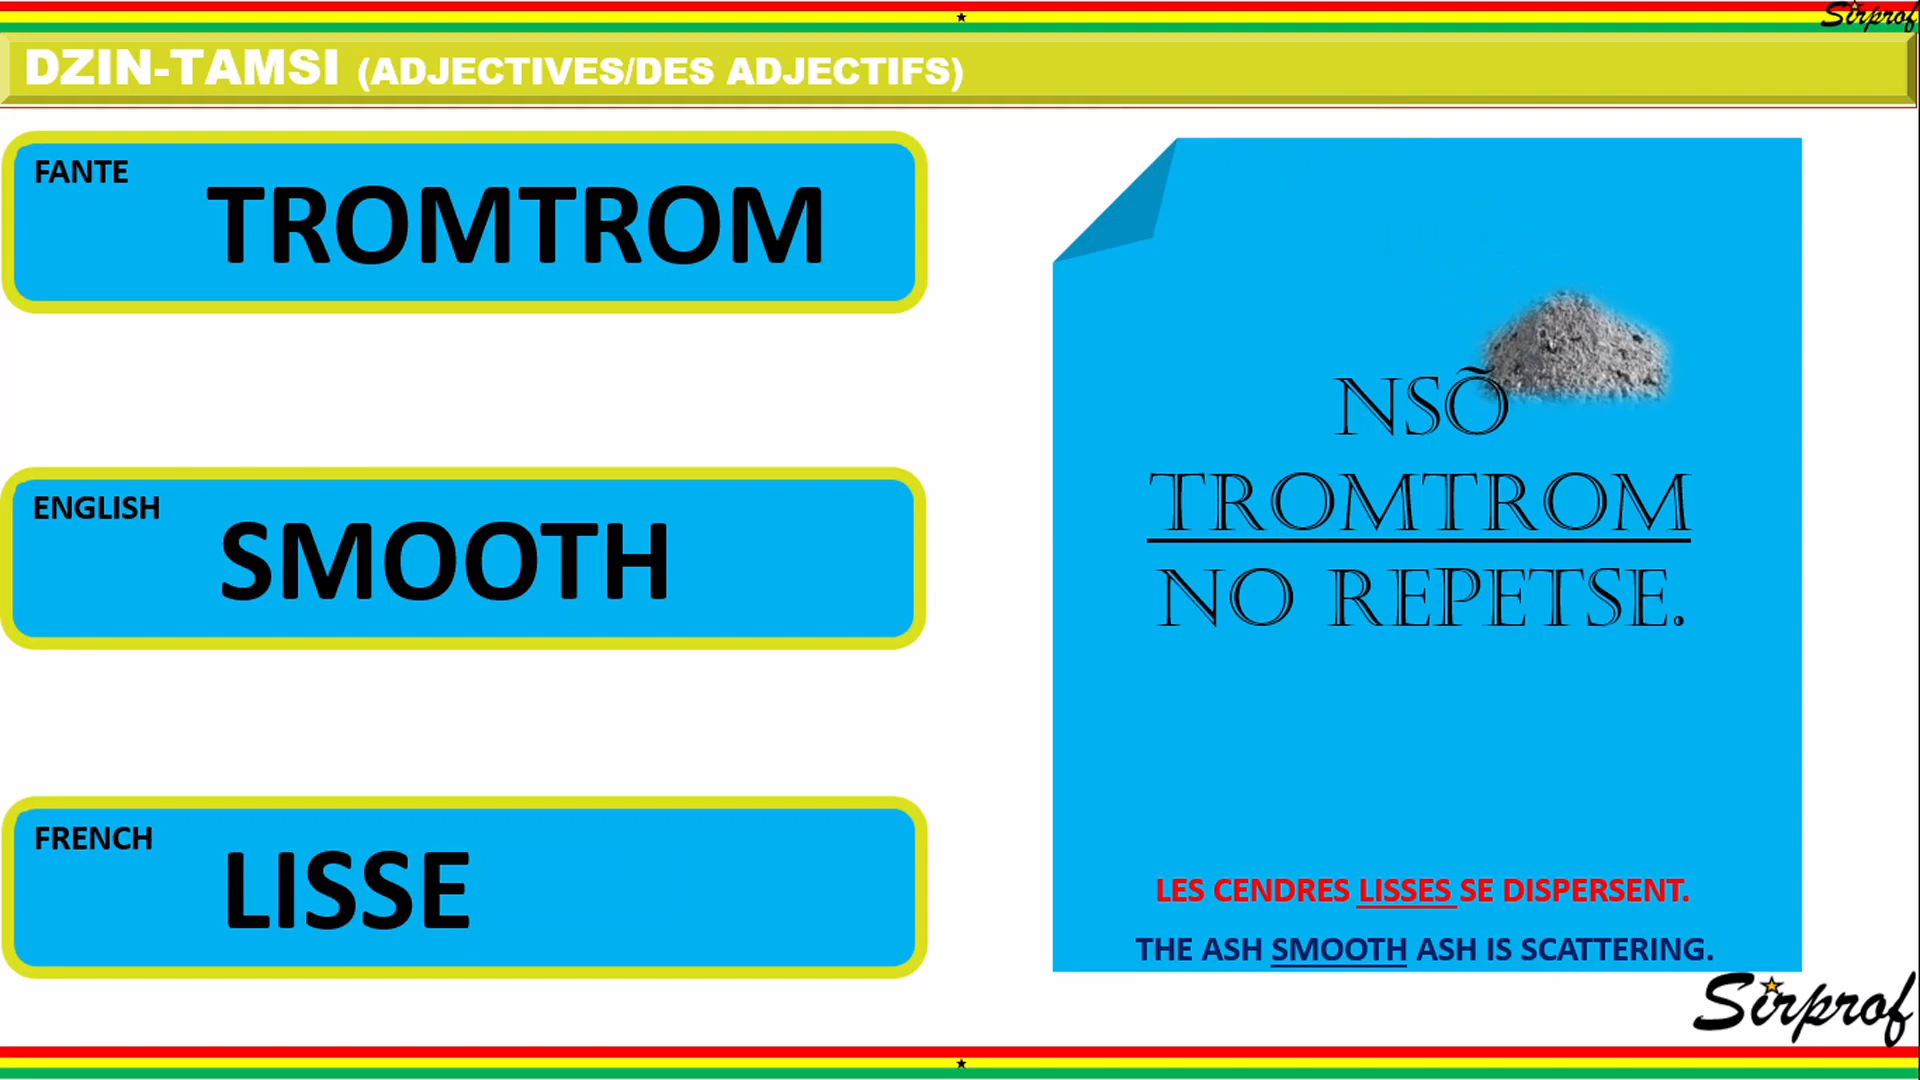 Sirprof
DZIN-TAMSI (ADJECTIVES/DES ADJECTIFS)
FANTE
TROMTROM
ENGLISH
SMOOTH
FRENCH
LISSE
NSÕ
TROMTROM
NO REPETSE.
LES CENDRES LISSES SE DISPERSENT.
THE ASH SMOOTH ASH IS SCATTERING.
Sirprof